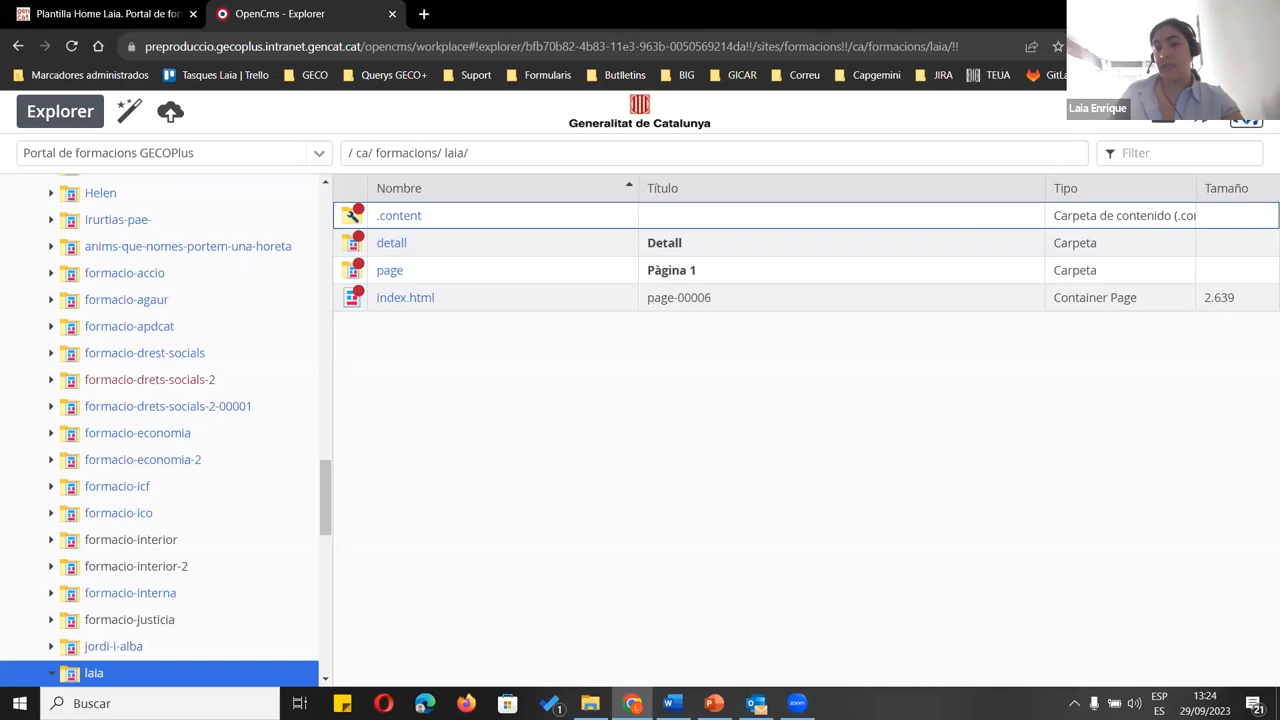 Plantilla Home Laia. Portal de for
OpenCms - Explorer
preproduccio.gecoplus.intranet.gencat.cat/opencms/workplace#!explorer/bfb70b82-4b83-11e3-963b-0050569214da!!/sites/formacions!!/ca/formacions/laia/!!
Marcadores administrados
Tasques Laia | Trello
GECO
Querys GECO+
Suport
Formularis
Butlletins
BIG
GICAR
Correu
Capgemini
JIRA
TEUA
Laia Enrique
Explorer
Generalitat de Catalunya
Portal de formacions GECOPlus
/ ca/ formacions/ laia/
Filter
Nombre
Título
Tipo
Tamaño
.content
Carpeta de contenido (.co
detall
Detall
Carpeta
page
Pàgina 1
Carpeta
index.html
page-00006
Container Page
2.639
Helen
Irurtias-pae-
anims-que-nomes-portem-una-horeta
formacio-accio
formacio-agaur
formacio-apdcat
formacio-drest-socials
formacio-drets-socials-2
formacio-drets-socials-2-00001
formacio-economia
formacio-economia-2
formacio-icf
formacio-ico
formacio-interior
formacio-interior-2
formacio-interna
formacio-justicia
jordi-i-alba
laia
Buscar
1
ESP
ES
13:24
29/09/2023
21